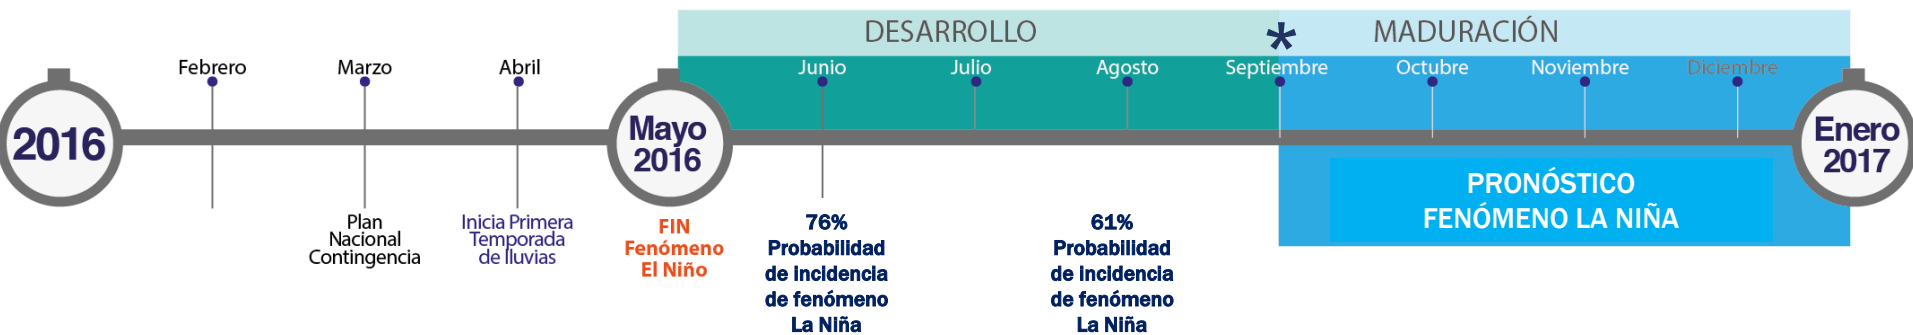 DESARROLLO
*
MADURACIÓN
Febrero
Marzo
Abril
Junio
Julio
Agosto
Septiembre
Octubre
Noviembre
Diciembre
2016
Mayo
2016
Enero
2017
Plan
Nacional
Contingencia
Inicia Primera
Temporada
de lluvias
FIN
Fenómeno
El Niño
76%
Probabilidad
de incidencia
de fenómeno
La Niña
61%
Probabilidad
de incidencia
de fenómeno
La Niña
PRONÓSTICO
FENÓMENO LA NIÑA